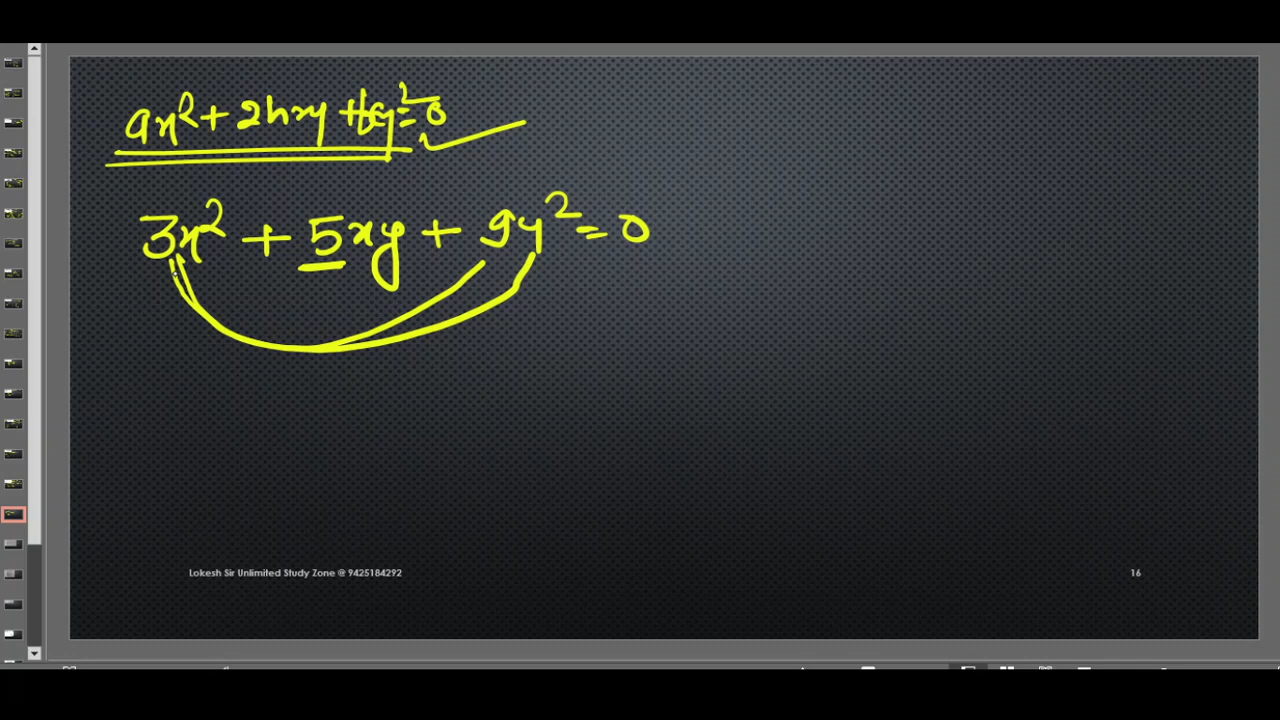 ax²+2hxy+by²=0
3x²+5xy+9y²=0
Lokesh Sir Unlimited Study Zone @ 9425184292
16